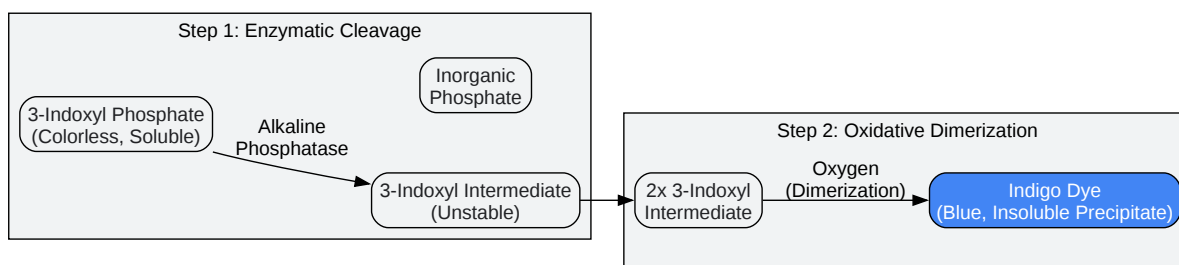 Step 1: Enzymatic Cleavage
Inorganic
Phosphate
3-Indoxyl Phosphate
(Colorless, Soluble)
Alkaline
Phosphatase
3-Indoxyl Intermediate
(Unstable)
Step 2: Oxidative Dimerization
2x 3-Indoxyl
Intermediate
Oxygen
(Dimerization)
Indigo Dye
(Blue, Insoluble Precipitate)